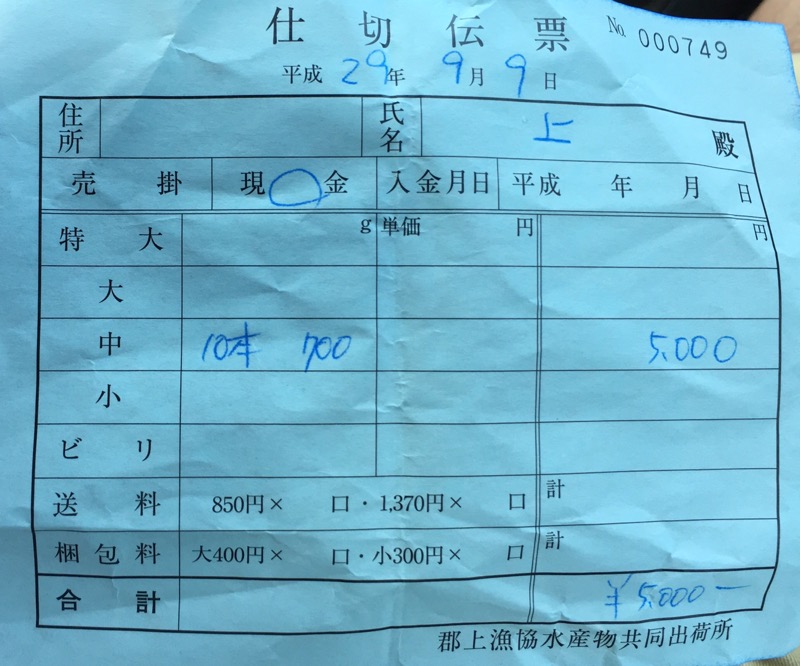 仕切伝票 No 000749
平成 29年 9月 9日
住所 氏名 上 殿
売掛 現金 入金月日 平成 年 月 日
特大 g 単価 円 円
大
中 10本 700 5,000
小
ビリ
送料 850円× 口・1,370円× 口 計
梱包料 大400円× 口・小300円× 口 計
合計 ¥5,000−
郡上漁協水産物共同出荷所